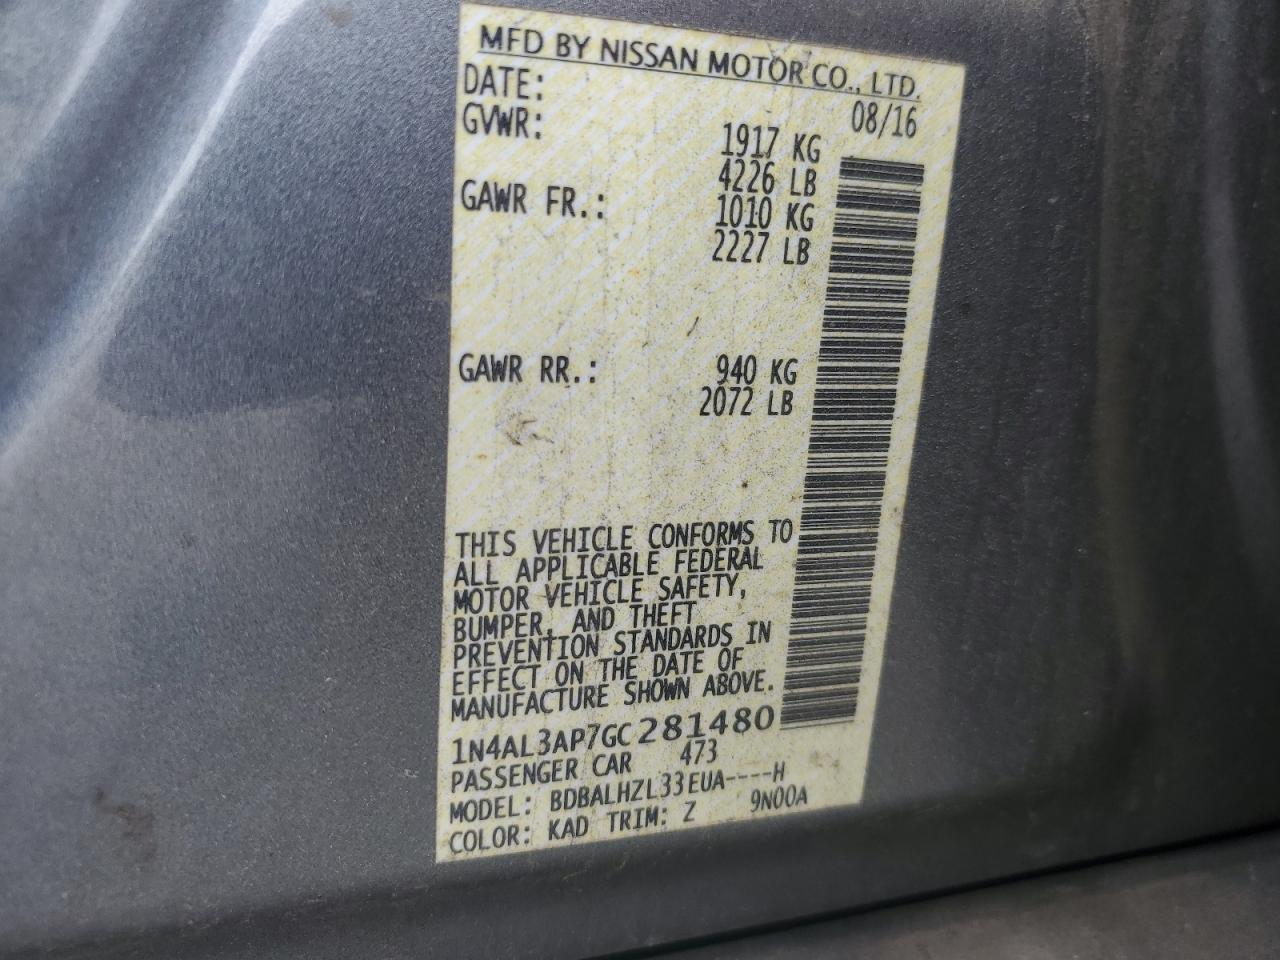 MFD BY NISSAN MOTOR CO., LTD.
DATE: 08/16
GVWR: 1917 KG
4226 LB
GAWR FR.: 1010 KG
2227 LB
GAWR RR.: 940 KG
2072 LB
THIS VEHICLE CONFORMS TO
ALL APPLICABLE FEDERAL
MOTOR VEHICLE SAFETY,
BUMPER, AND THEFT
PREVENTION STANDARDS IN
EFFECT ON THE DATE OF
MANUFACTURE SHOWN ABOVE.
1N4AL3AP7GC281480
PASSENGER CAR 473
MODEL: BDBALHZL33EUA----H
COLOR: KAD TRIM: Z 9N00A